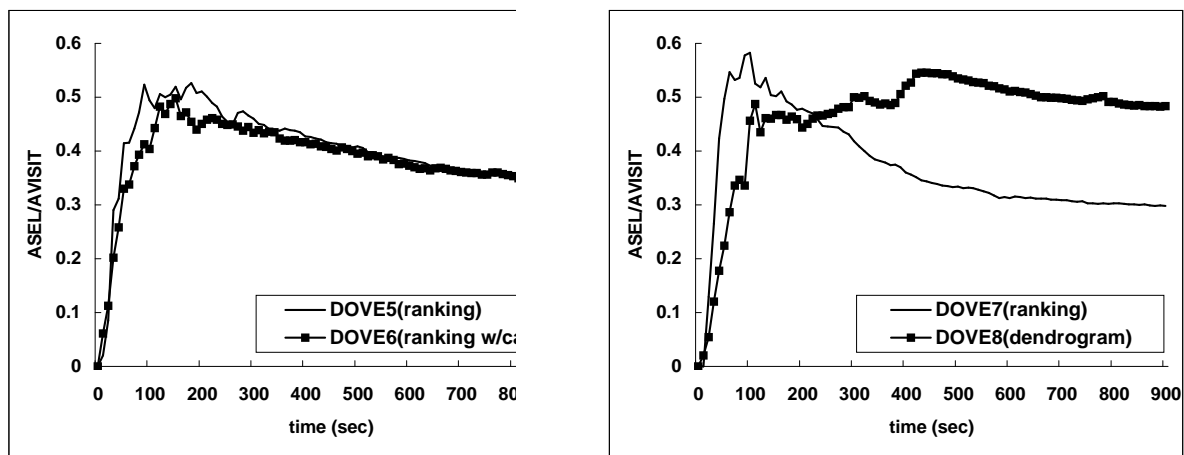 0.6
0.5
0.4
0.3
0.2
0.1
0
ASEL/AVISIT
DOVE5(ranking)
DOVE6(ranking w/ca
0 100 200 300 400 500 600 700 80
time (sec)
0.6
0.5
0.4
0.3
0.2
0.1
0
ASEL/AVISIT
DOVE7(ranking)
DOVE8(dendrogram)
0 100 200 300 400 500 600 700 800 900
time (sec)